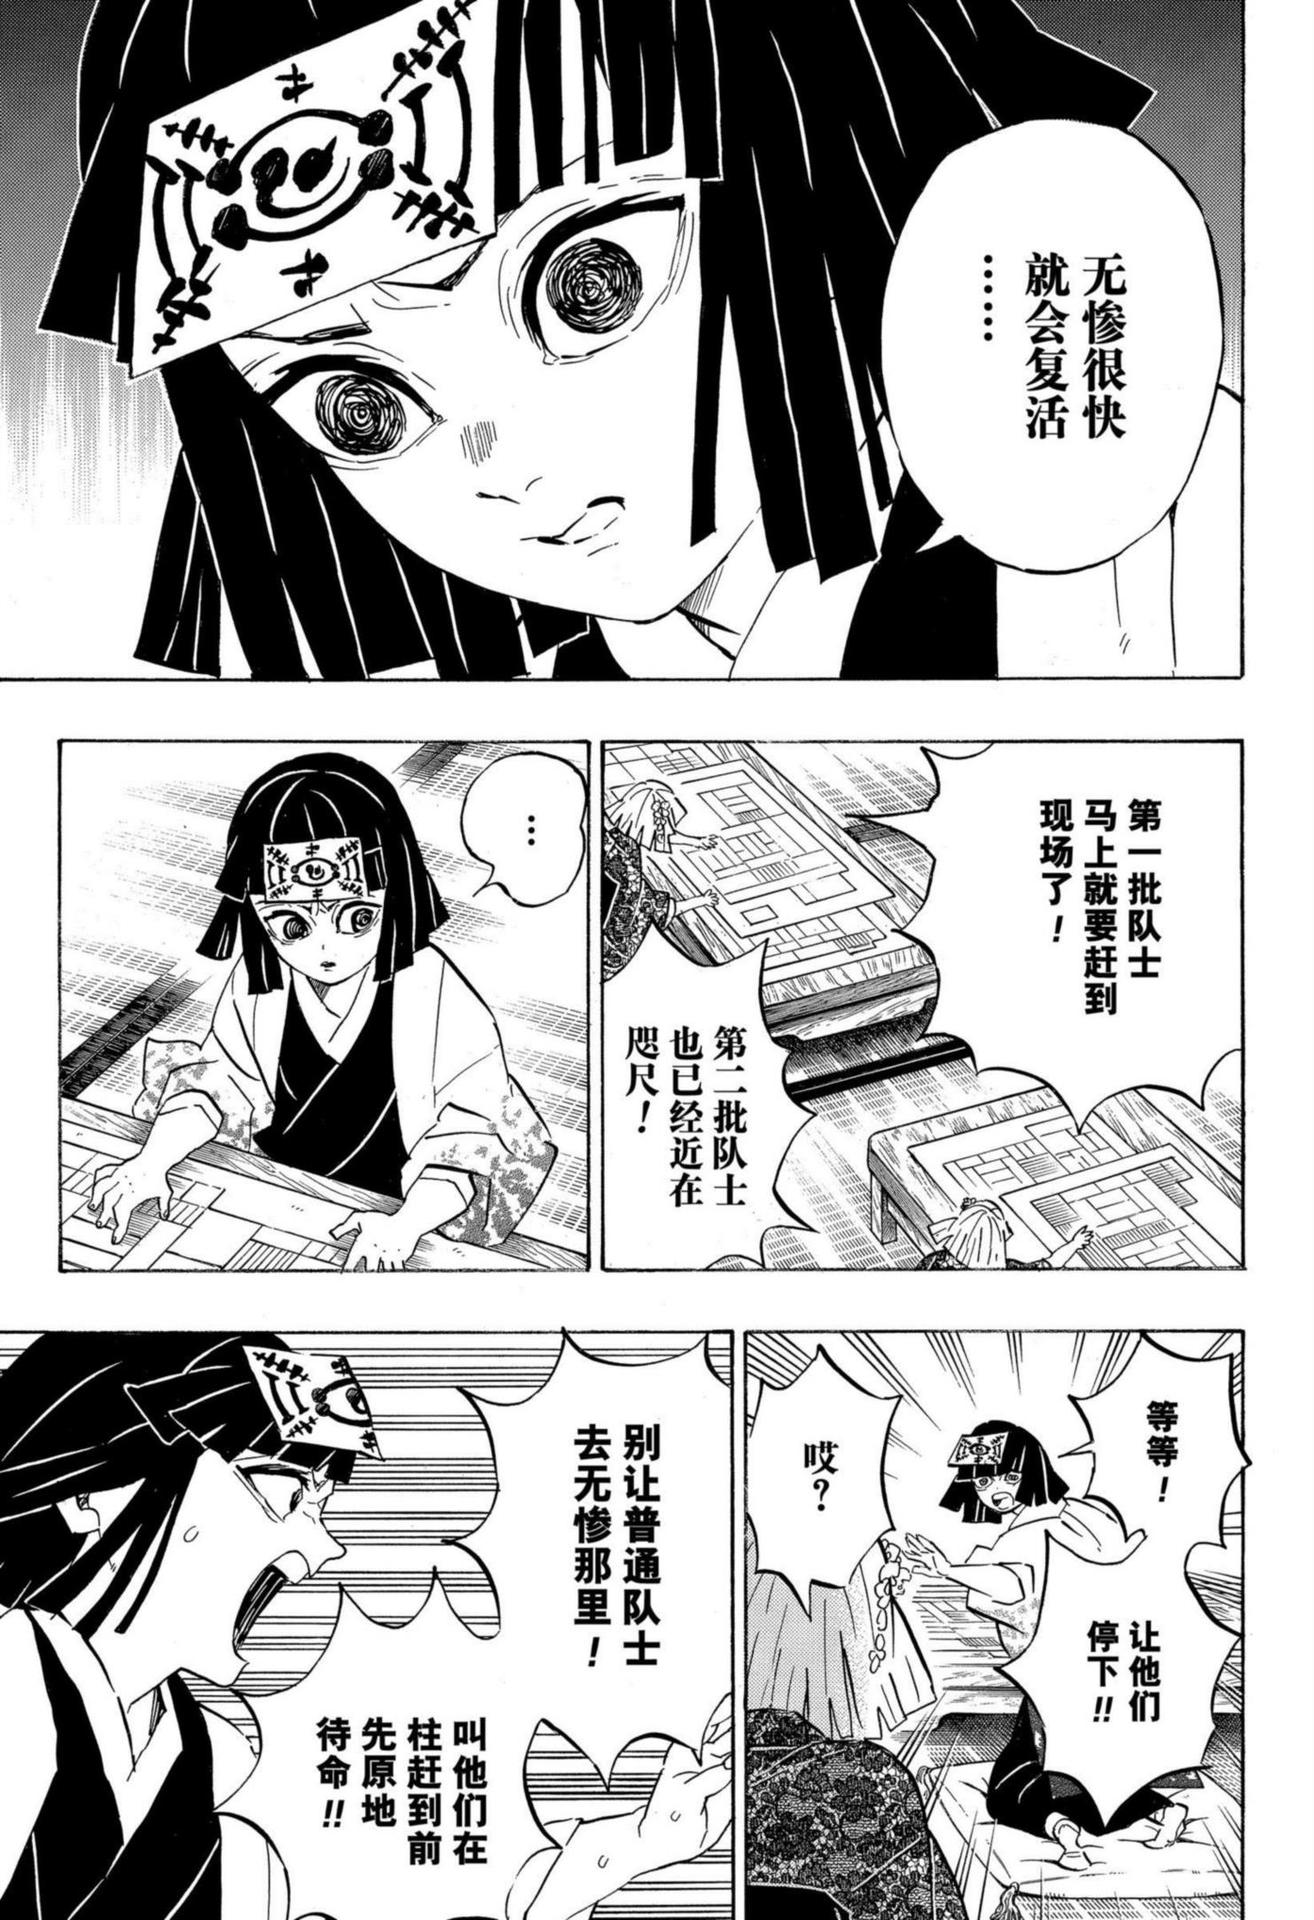 无惨很快
就会复活
……
第一批队士
马上就要赶到
现场了！
第二批队士
也已经近在
咫尺！
…
等等！
让他们
停下!!
哎？
别让普通队士
去无惨那里！
叫他们在
柱赶到前
先原地
待命!!